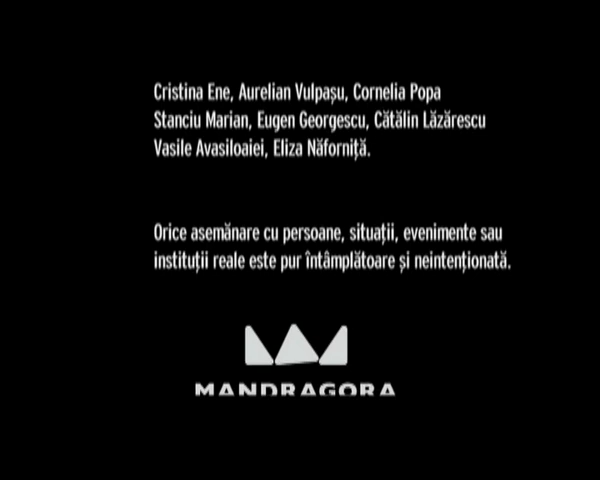 Cristina Ene, Aurelian Vulpașu, Cornelia Popa
Stanciu Marian, Eugen Georgescu, Cătălin Lăzărescu
Vasile Avasiloaiei, Eliza Năforniță.
Orice asemănare cu persoane, situații, evenimente sau
instituții reale este pur întâmplătoare și neintenționată.
MANDRAGORA